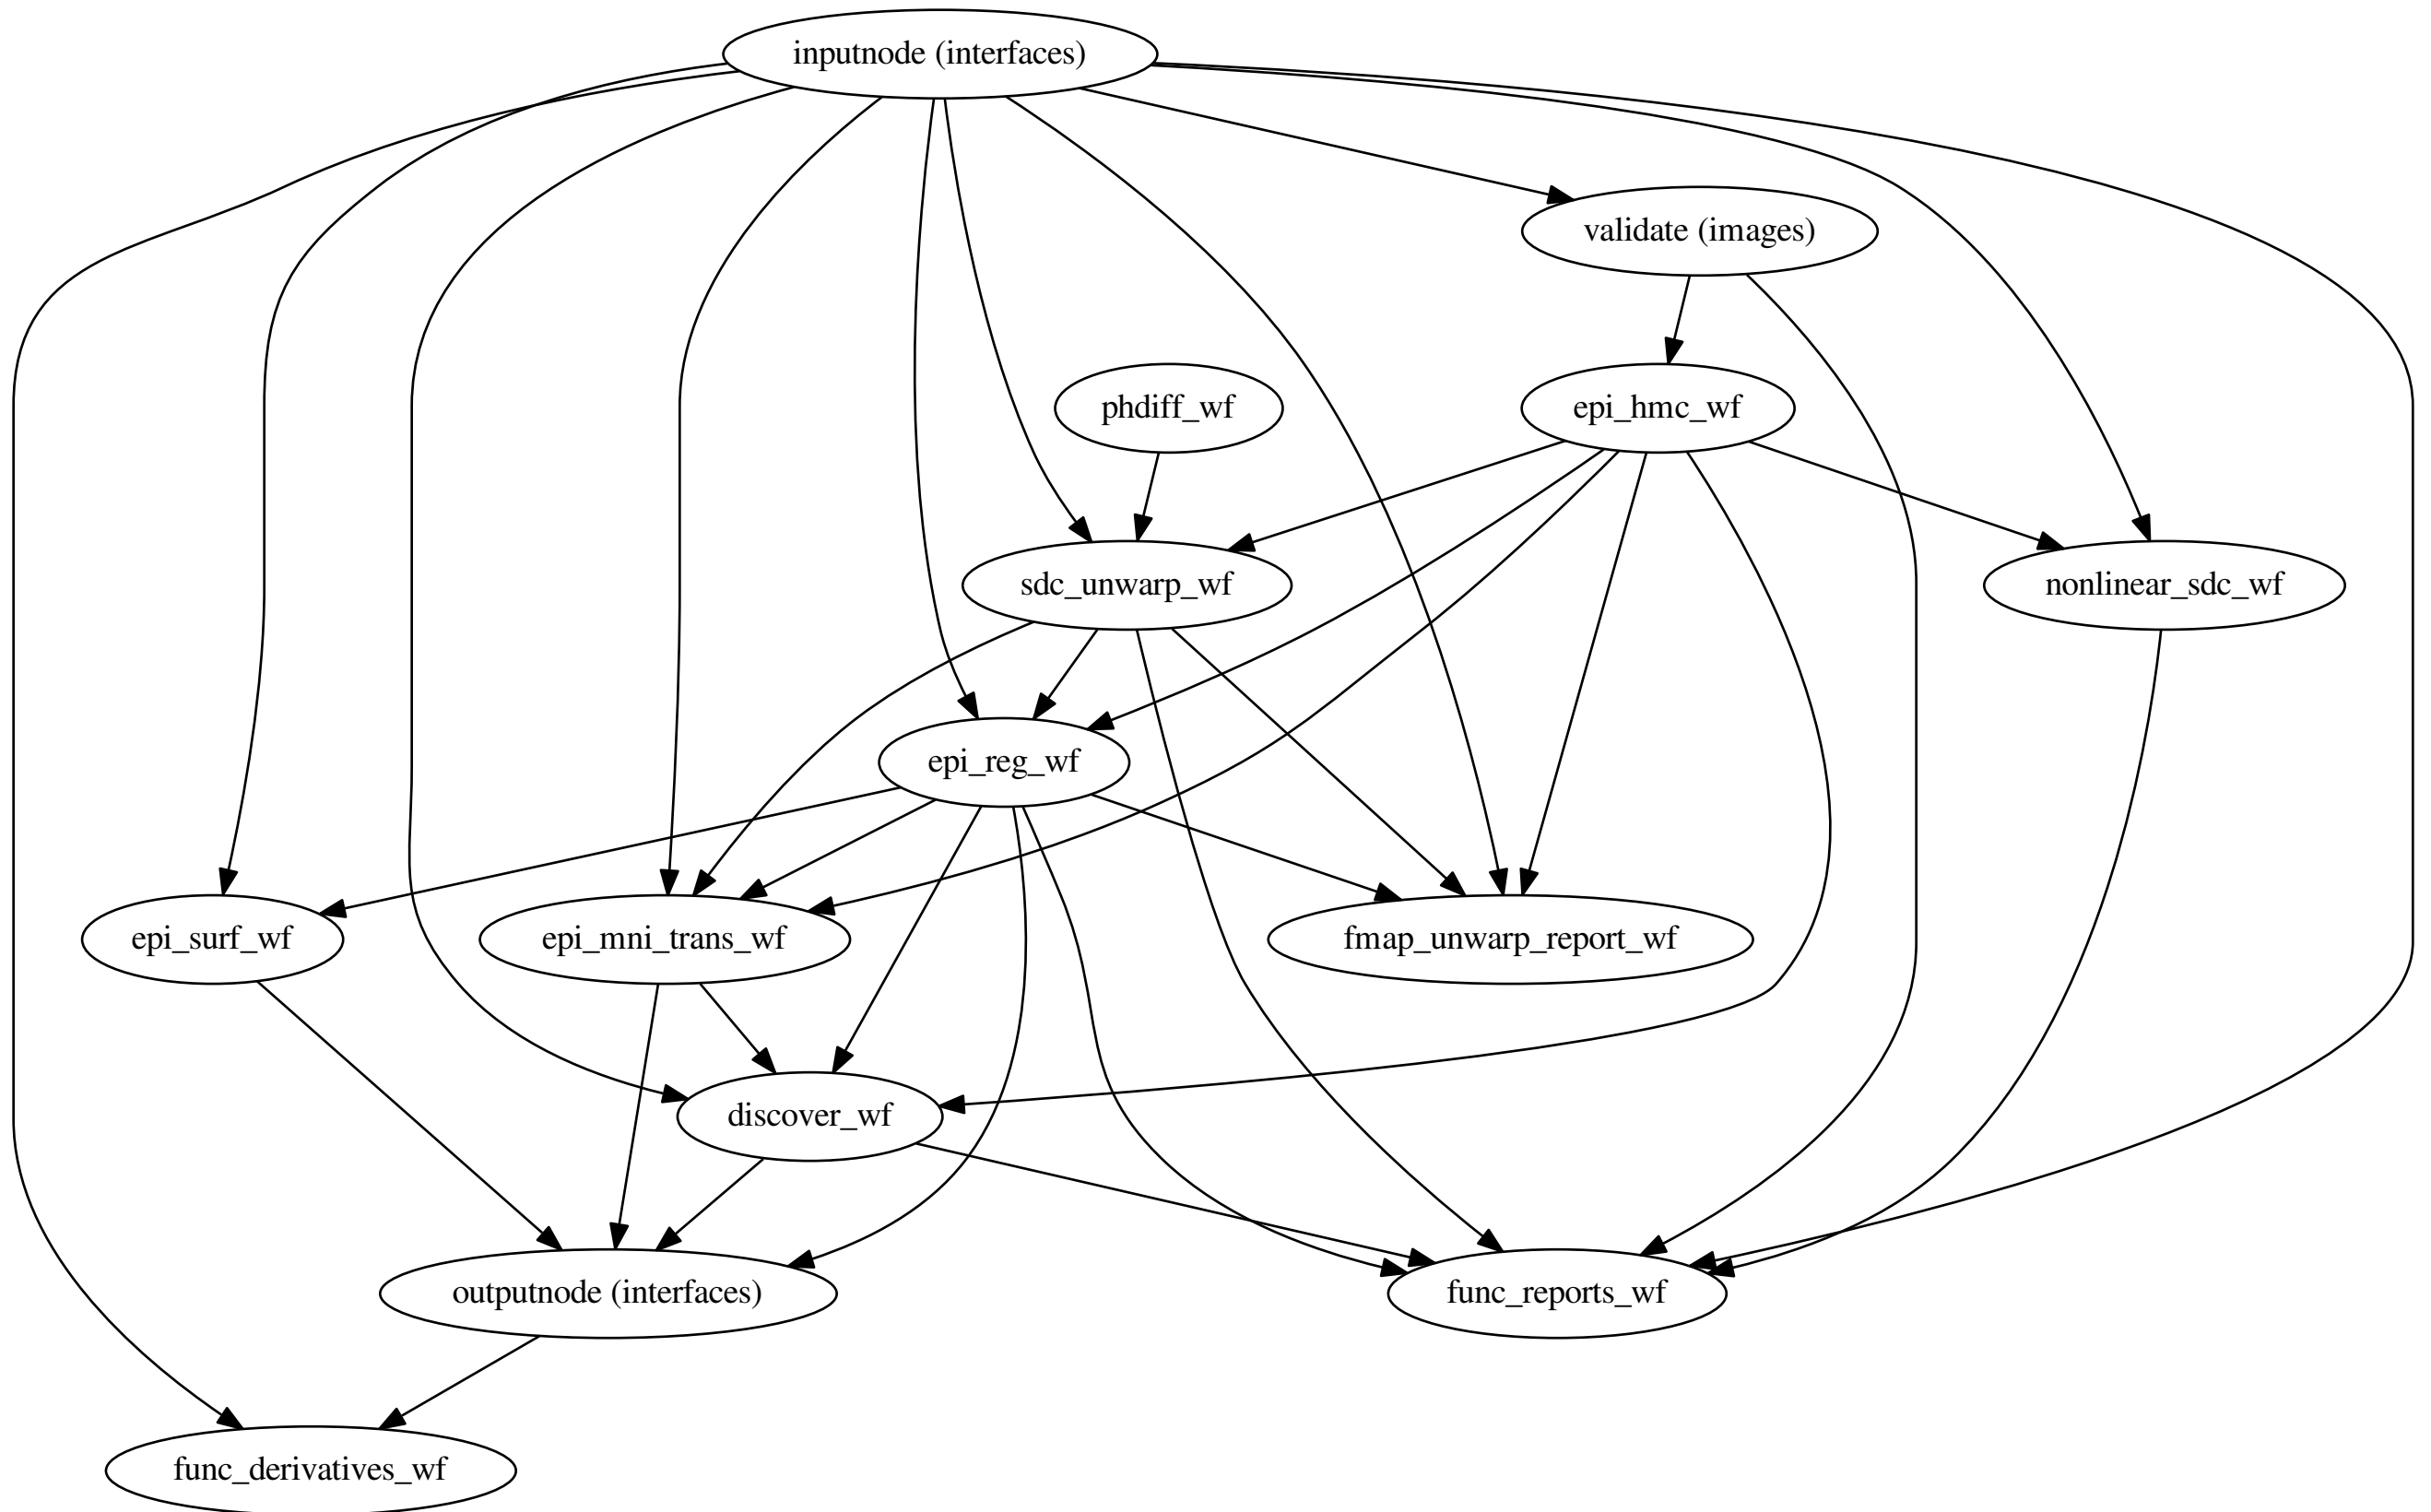 inputnode (interfaces)
validate (images)
phdiff_wf
epi_hmc_wf
sdc_unwarp_wf
nonlinear_sdc_wf
epi_reg_wf
epi_surf_wf
epi_mni_trans_wf
fmap_unwarp_report_wf
discover_wf
outputnode (interfaces)
func_reports_wf
func_derivatives_wf